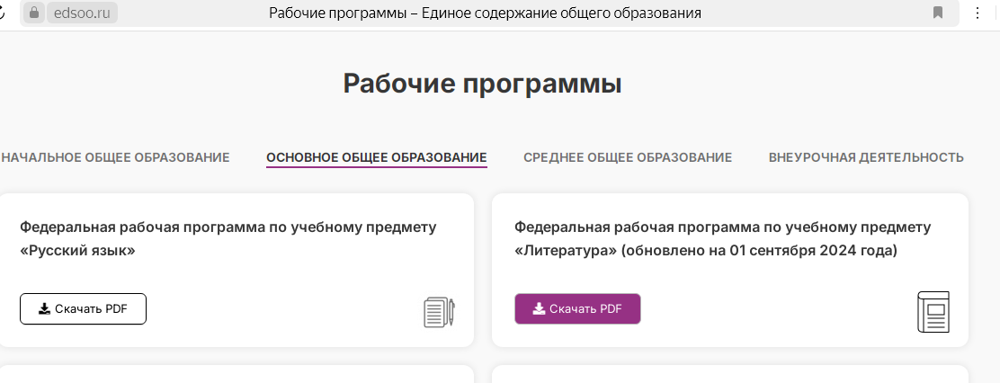 edsoo.ru Рабочие программы – Единое содержание общего образования
Рабочие программы
НАЧАЛЬНОЕ ОБЩЕЕ ОБРАЗОВАНИЕ ОСНОВНОЕ ОБЩЕЕ ОБРАЗОВАНИЕ СРЕДНЕЕ ОБЩЕЕ ОБРАЗОВАНИЕ ВНЕУРОЧНАЯ ДЕЯТЕЛЬНОСТЬ
Федеральная рабочая программа по учебному предмету
«Русский язык»
Скачать PDF
Федеральная рабочая программа по учебному предмету
«Литература» (обновлено на 01 сентября 2024 года)
Скачать PDF